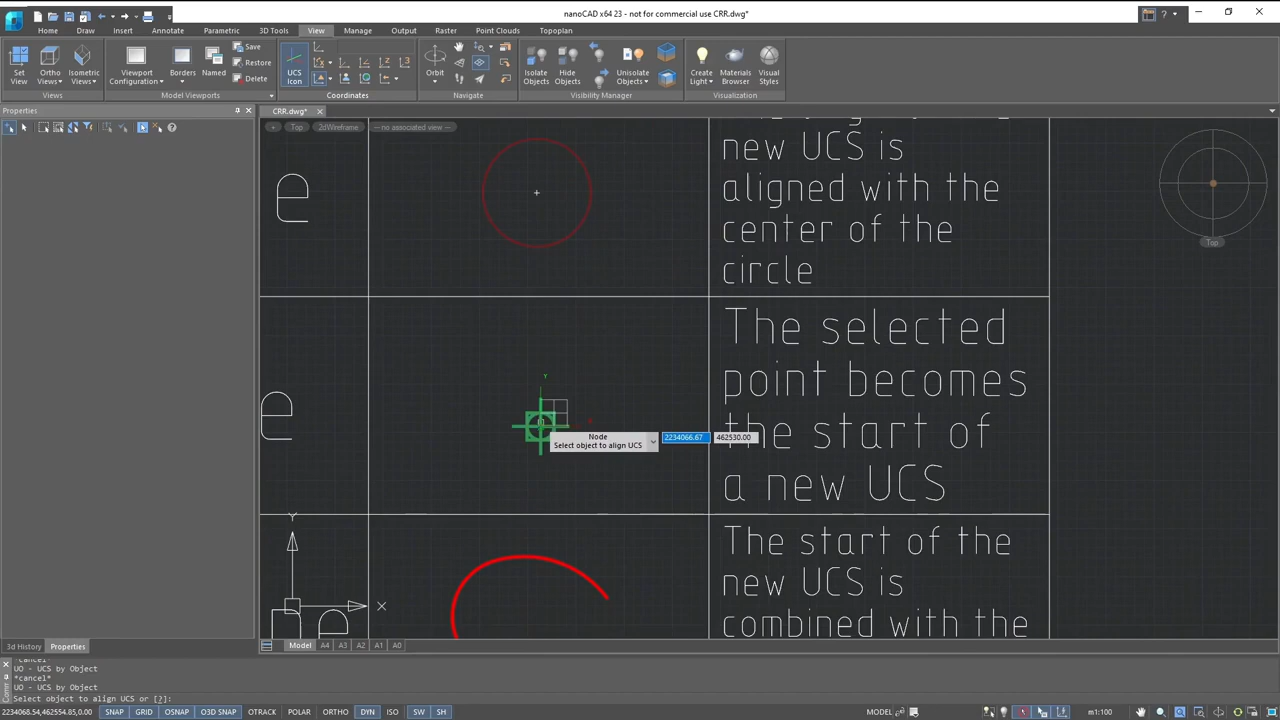 nanoCAD x64 23 - not for commercial use CRR.dwg*
Home Draw Insert Annotate Parametric 3D Tools View Manage Output Raster Point Clouds Topoplan
Set View
Ortho Views
Isometric Views
Views
Viewport Configuration
Borders
Named
Save
Restore
Delete
Model Viewports
UCS Icon
Coordinates
Orbit
Navigate
Isolate Objects
Hide Objects
Unisolate Objects
Visibility Manager
Create Light
Materials Browser
Visual Styles
Visualization
Properties
CRR.dwg*
+ Top 2dWireframe -- no associated view --
new UCS is
aligned with the
center of the
circle
e
Top
The selected
point becomes
the start of
a new UCS
e
Y
Node
Select object to align UCS
2234066.67 462530.00
The start of the
new UCS is
combined with the
Y
X
3d History Properties
Model A4 A3 A2 A1 A0
*cancel*
UO - UCS by Object
*cancel*
UO - UCS by Object
Select object to align UCS or [?]:
2234068.54,462554.85,0.00 SNAP GRID OSNAP O3D SNAP OTRACK POLAR ORTHO DYN ISO SW SH MODEL m1:100